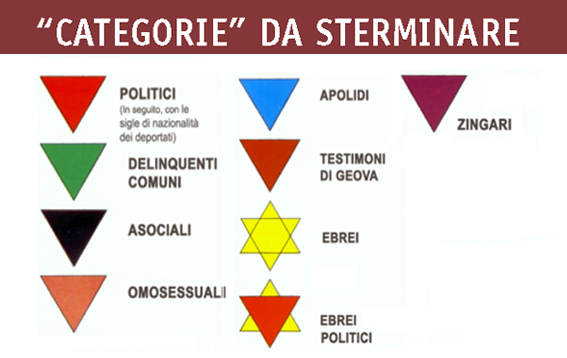 “CATEGORIE” DA STERMINARE
POLITICI
(In seguito, con le
sigle di nazionalità
dei deportati)
DELINQUENTI
COMUNI
ASOCIALI
OMOSESSUALI
APOLIDI
TESTIMONI
DI GEOVA
EBREI
EBREI
POLITICI
ZINGARI